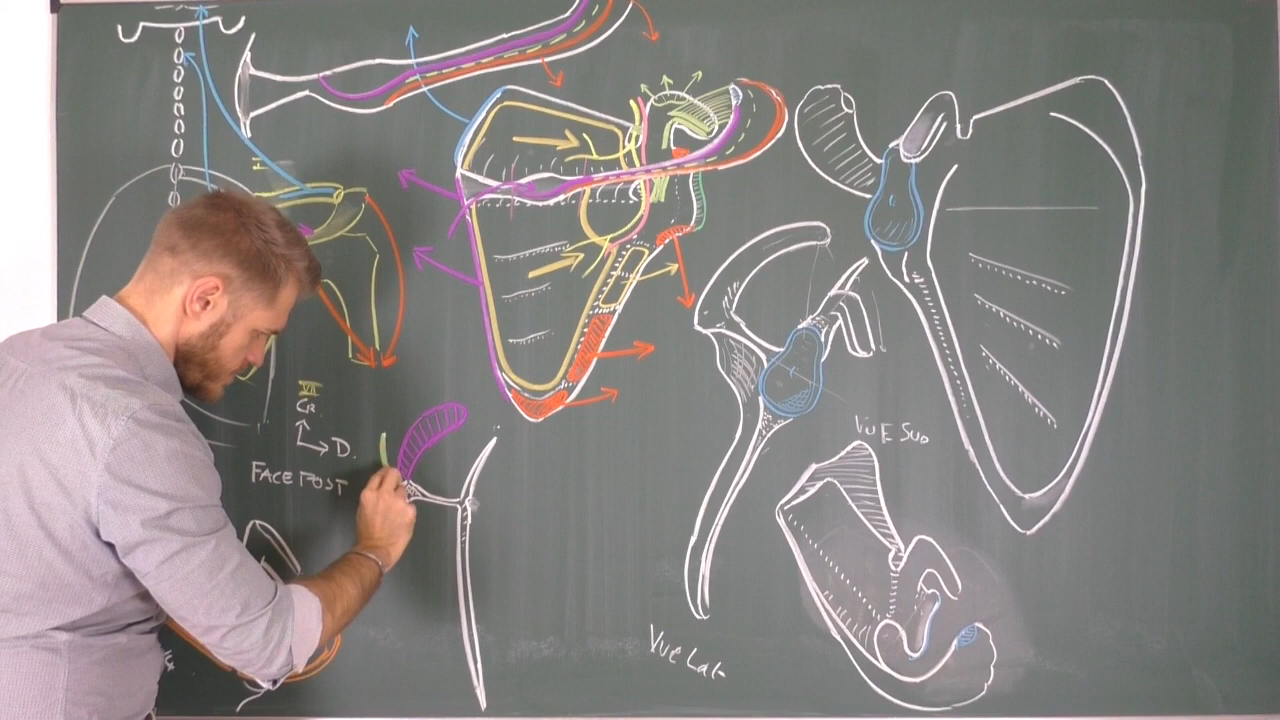 VII
CR.
D.
FACE POST
VUE SUP
VUE Lat